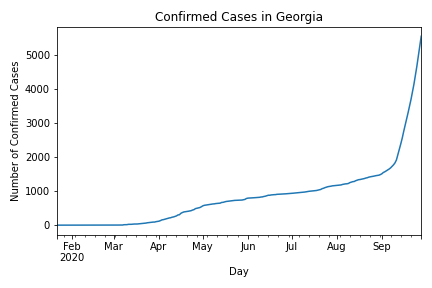 Confirmed Cases in Georgia
Number of Confirmed Cases
5000
4000
3000
2000
1000
0
Feb Mar Apr May Jun Jul Aug Sep
2020
Day